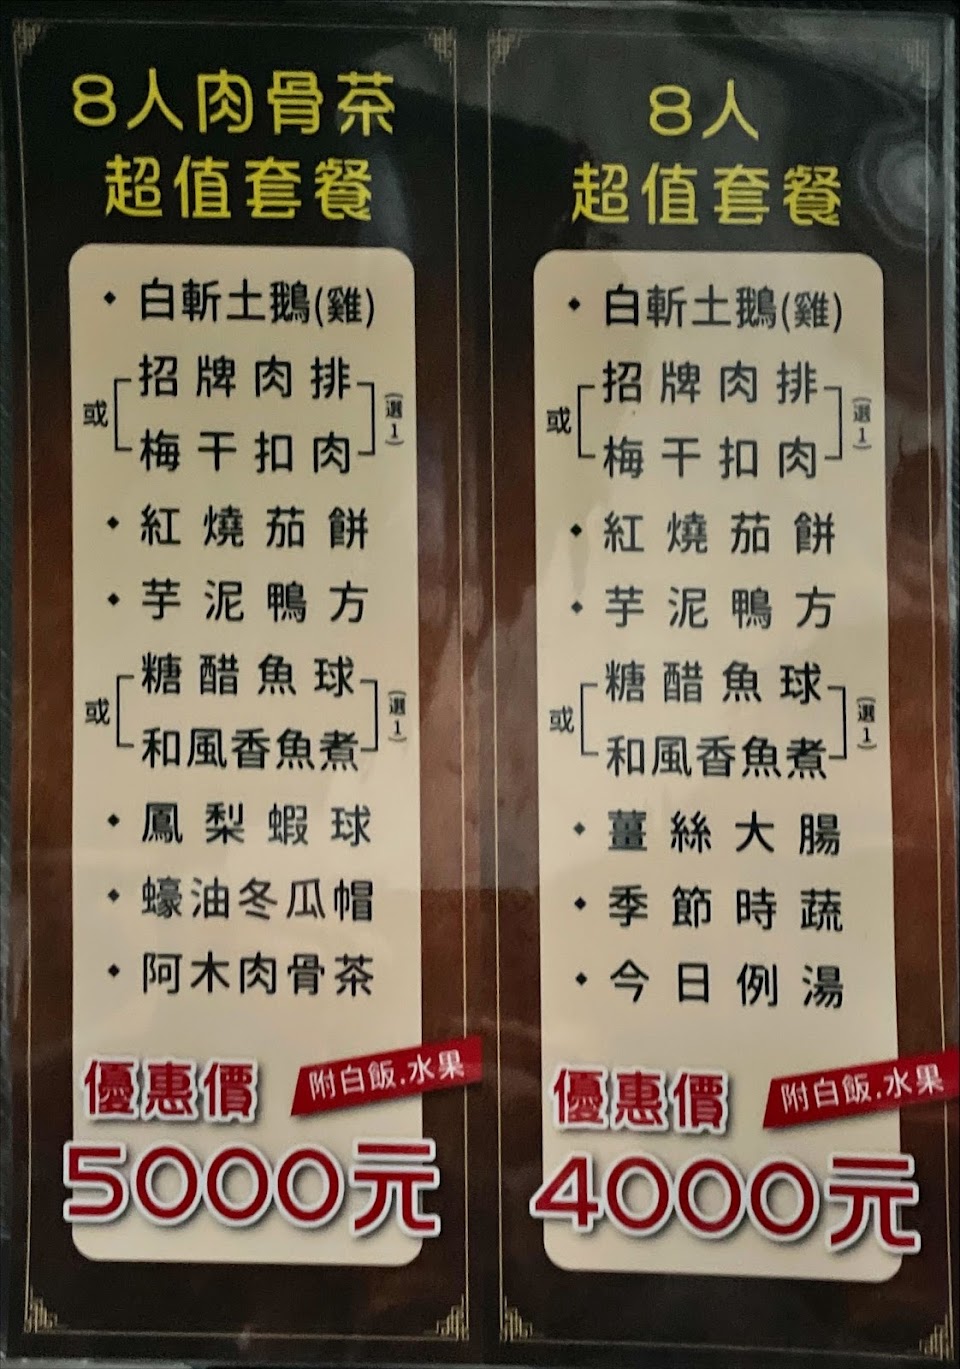 8人肉骨茶
超值套餐
白斬土鵝(雞)
或
招牌肉排
梅干扣肉
(選1)
紅燒茄餅
芋泥鴨方
或
糖醋魚球
和風香魚煮
(選1)
鳳梨蝦球
蠔油冬瓜帽
阿木肉骨茶
優惠價
附白飯.水果
5000元
8人
超值套餐
白斬土鵝(雞)
或
招牌肉排
梅干扣肉
(選1)
紅燒茄餅
芋泥鴨方
或
糖醋魚球
和風香魚煮
(選1)
薑絲大腸
季節時蔬
今日例湯
優惠價
附白飯.水果
4000元